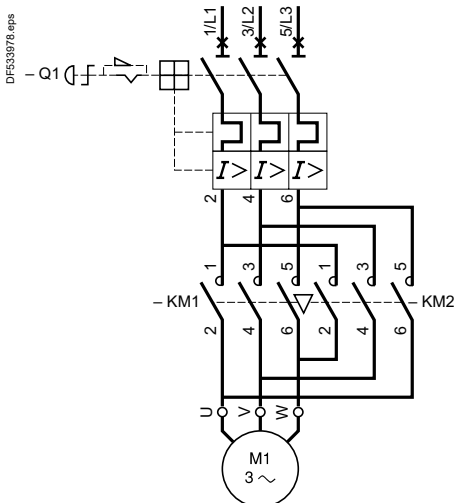 DF533978.eps
1/L1 3/L2 5/L3
– Q1
I> I> I>
2 4 6
1 3 5 1 3 5
– KM1 – KM2
2 4 6 2 4 6
U V W
M1
3 ~